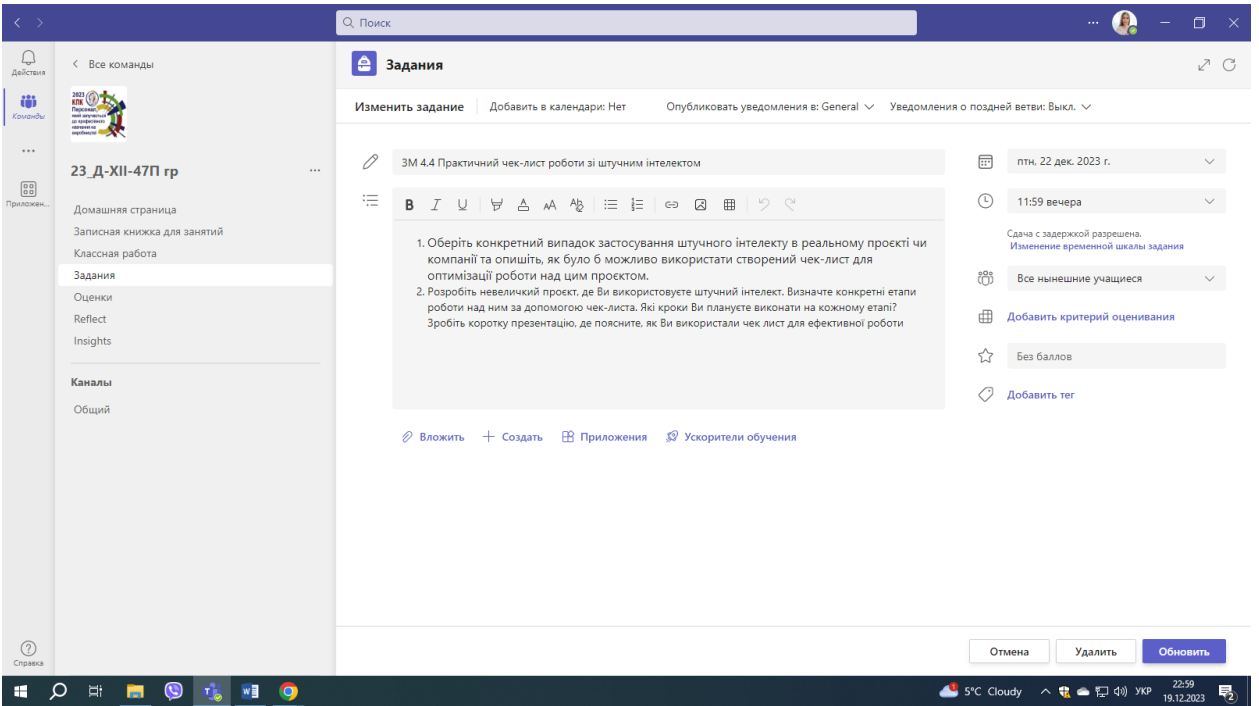 Поиск
Действия
Команды
Приложен...
Справка
Все команды
2023
КПК
Персонал,
23_Д-XII-47П гр
Домашняя страница
Записная книжка для занятий
Классная работа
Задания
Оценки
Reflect
Insights
Каналы
Общий
Задания
Изменить задание Добавить в календари: Нет Опубликовать уведомления в: General Уведомления о поздней ветви: Выкл.
ЗМ 4.4 Практичний чек-лист роботи зі штучним інтелектом
1. Оберіть конкретний випадок застосування штучного інтелекту в реальному проєкті чи
компанії та опишіть, як було б можливо використати створений чек-лист для
оптимізації роботи над цим проєктом.
2. Розробіть невеличкий проєкт, де Ви використовуєте штучний інтелект. Визначте конкретні етапи
роботи над ним за допомогою чек-листа. Які кроки Ви плануєте виконати на кожному етапі?
Зробіть коротку презентацію, де поясните, як Ви використали чек лист для ефективної роботи
Вложить Создать Приложения Ускорители обучения
птн, 22 дек. 2023 г.
11:59 вечера
Сдача с задержкой разрешена.
Изменение временной шкалы задания
Все нынешние учащиеся
Добавить критерий оценивания
Без баллов
Добавить тег
Отмена Удалить Обновить
5°C Cloudy УКР 22:59
19.12.2023